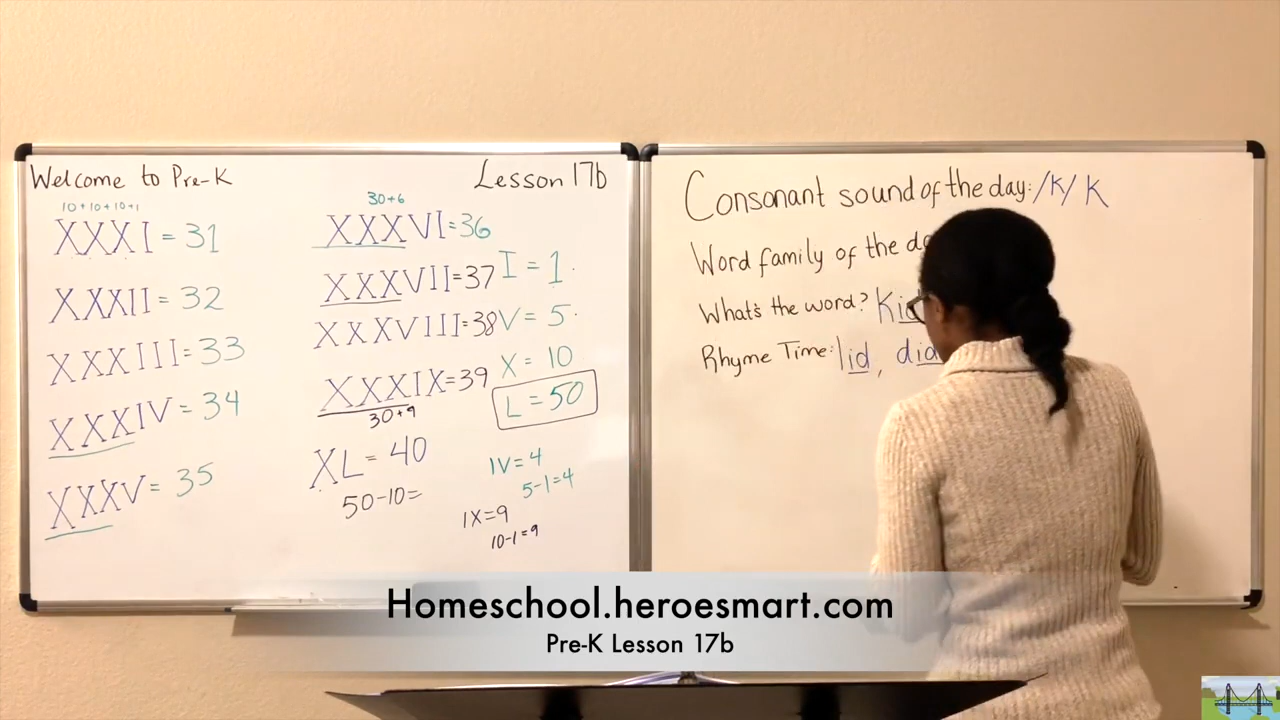 Welcome to Pre-K
Lesson 17b
10+10+10+1
XXXI = 31
XXXII = 32
XXXIII = 33
XXXIV = 34
XXXV = 35
30+6
XXXVI = 36
XXXVII = 37
XXXVIII = 38
XXXIX = 39
30+9
XL = 40
50-10=
I = 1
V = 5
X = 10
L = 50
IV = 4
5-1=4
IX = 9
10-1=9
Consonant sound of the day: /K/ K
Word family of the
What's the word? Kid
Rhyme Time: lid, did
Homeschool.heroesmart.com
Pre-K Lesson 17b